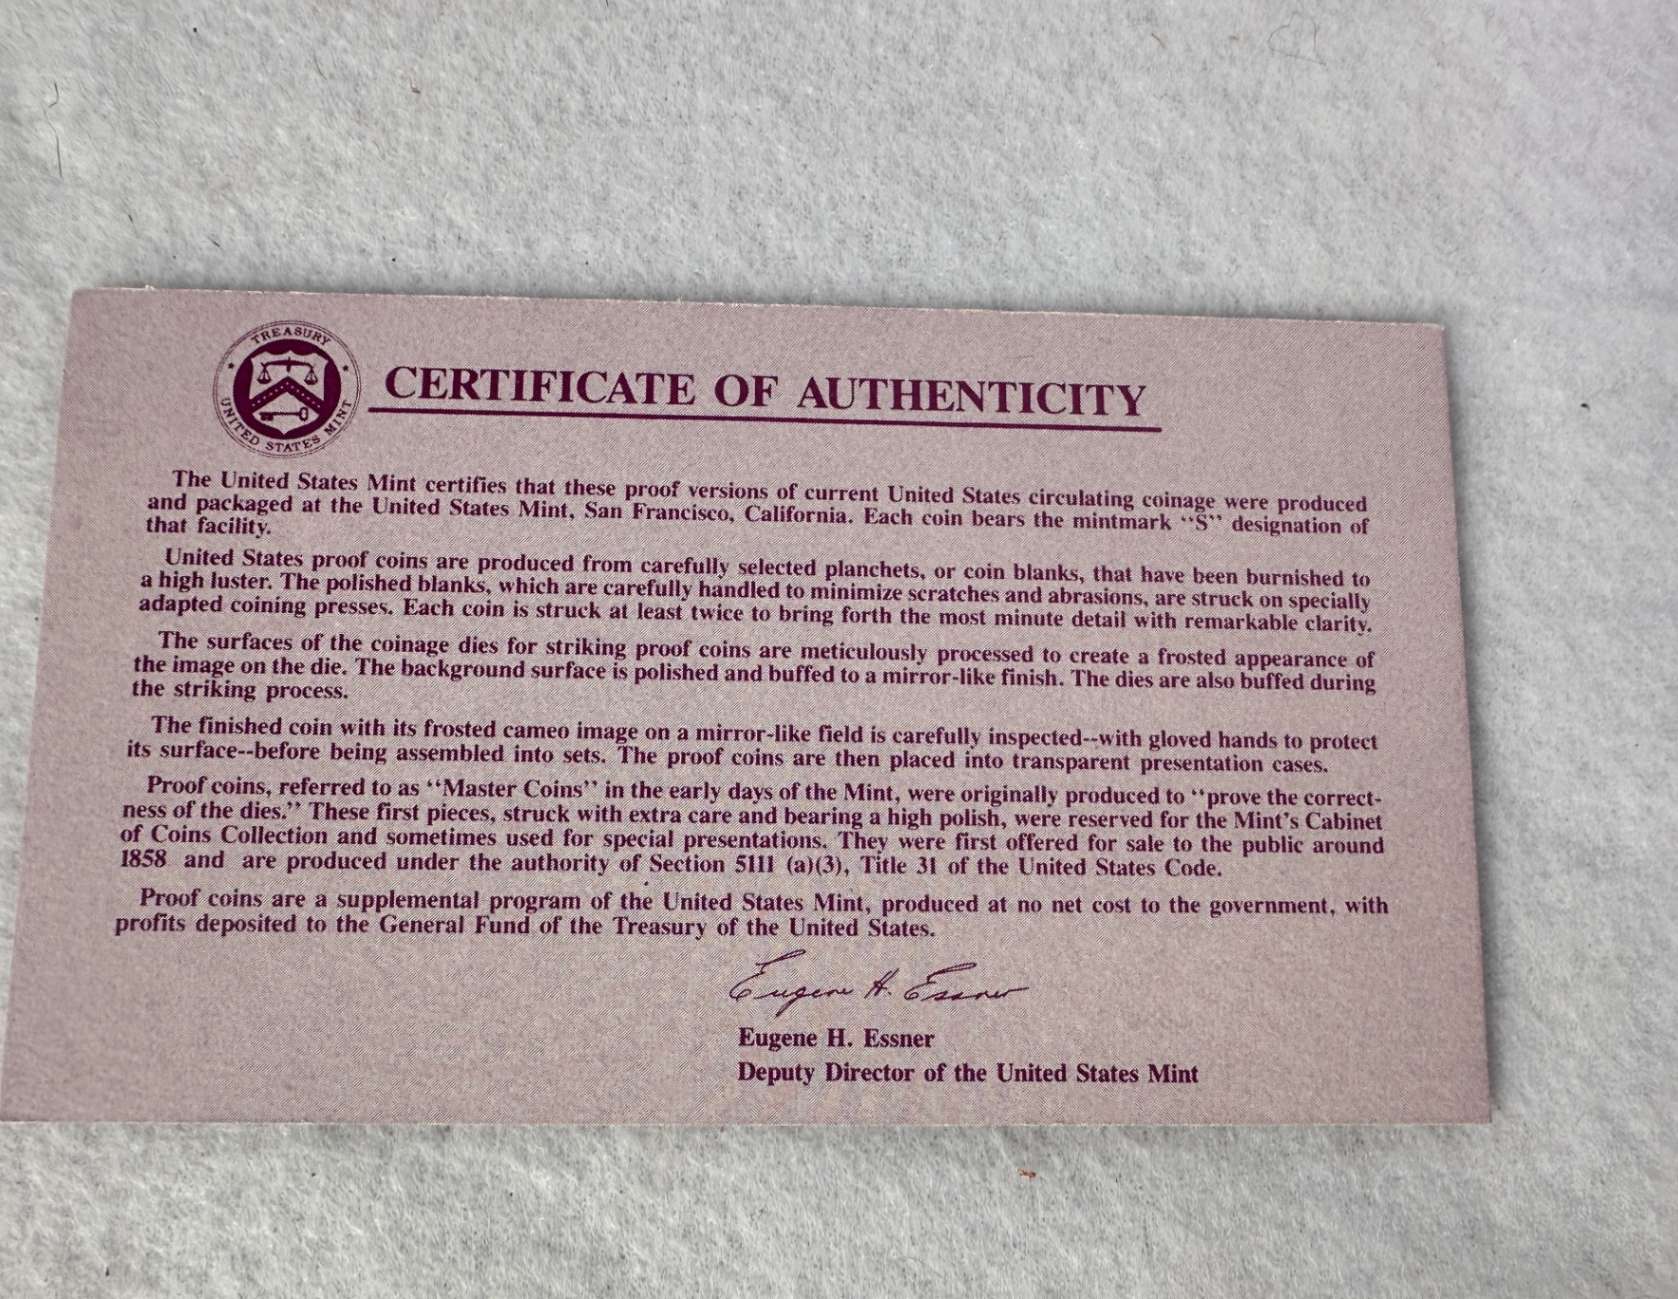 TREASURY
UNITED STATES MINT
CERTIFICATE OF AUTHENTICITY
The United States Mint certifies that these proof versions of current United States circulating coinage were produced
and packaged at the United States Mint, San Francisco, California. Each coin bears the mintmark “S” designation of
that facility.
United States proof coins are produced from carefully selected planchets, or coin blanks, that have been burnished to
a high luster. The polished blanks, which are carefully handled to minimize scratches and abrasions, are struck on specially
adapted coining presses. Each coin is struck at least twice to bring forth the most minute detail with remarkable clarity.
The surfaces of the coinage dies for striking proof coins are meticulously processed to create a frosted appearance of
the image on the die. The background surface is polished and buffed to a mirror-like finish. The dies are also buffed during
the striking process.
The finished coin with its frosted cameo image on a mirror-like field is carefully inspected--with gloved hands to protect
its surface--before being assembled into sets. The proof coins are then placed into transparent presentation cases.
Proof coins, referred to as “Master Coins” in the early days of the Mint, were originally produced to “prove the correct-
ness of the dies.” These first pieces, struck with extra care and bearing a high polish, were reserved for the Mint’s Cabinet
of Coins Collection and sometimes used for special presentations. They were first offered for sale to the public around
1858 and are produced under the authority of Section 5111 (a)(3), Title 31 of the United States Code.
Proof coins are a supplemental program of the United States Mint, produced at no net cost to the government, with
profits deposited to the General Fund of the Treasury of the United States.
Eugene H. Essner
Eugene H. Essner
Deputy Director of the United States Mint